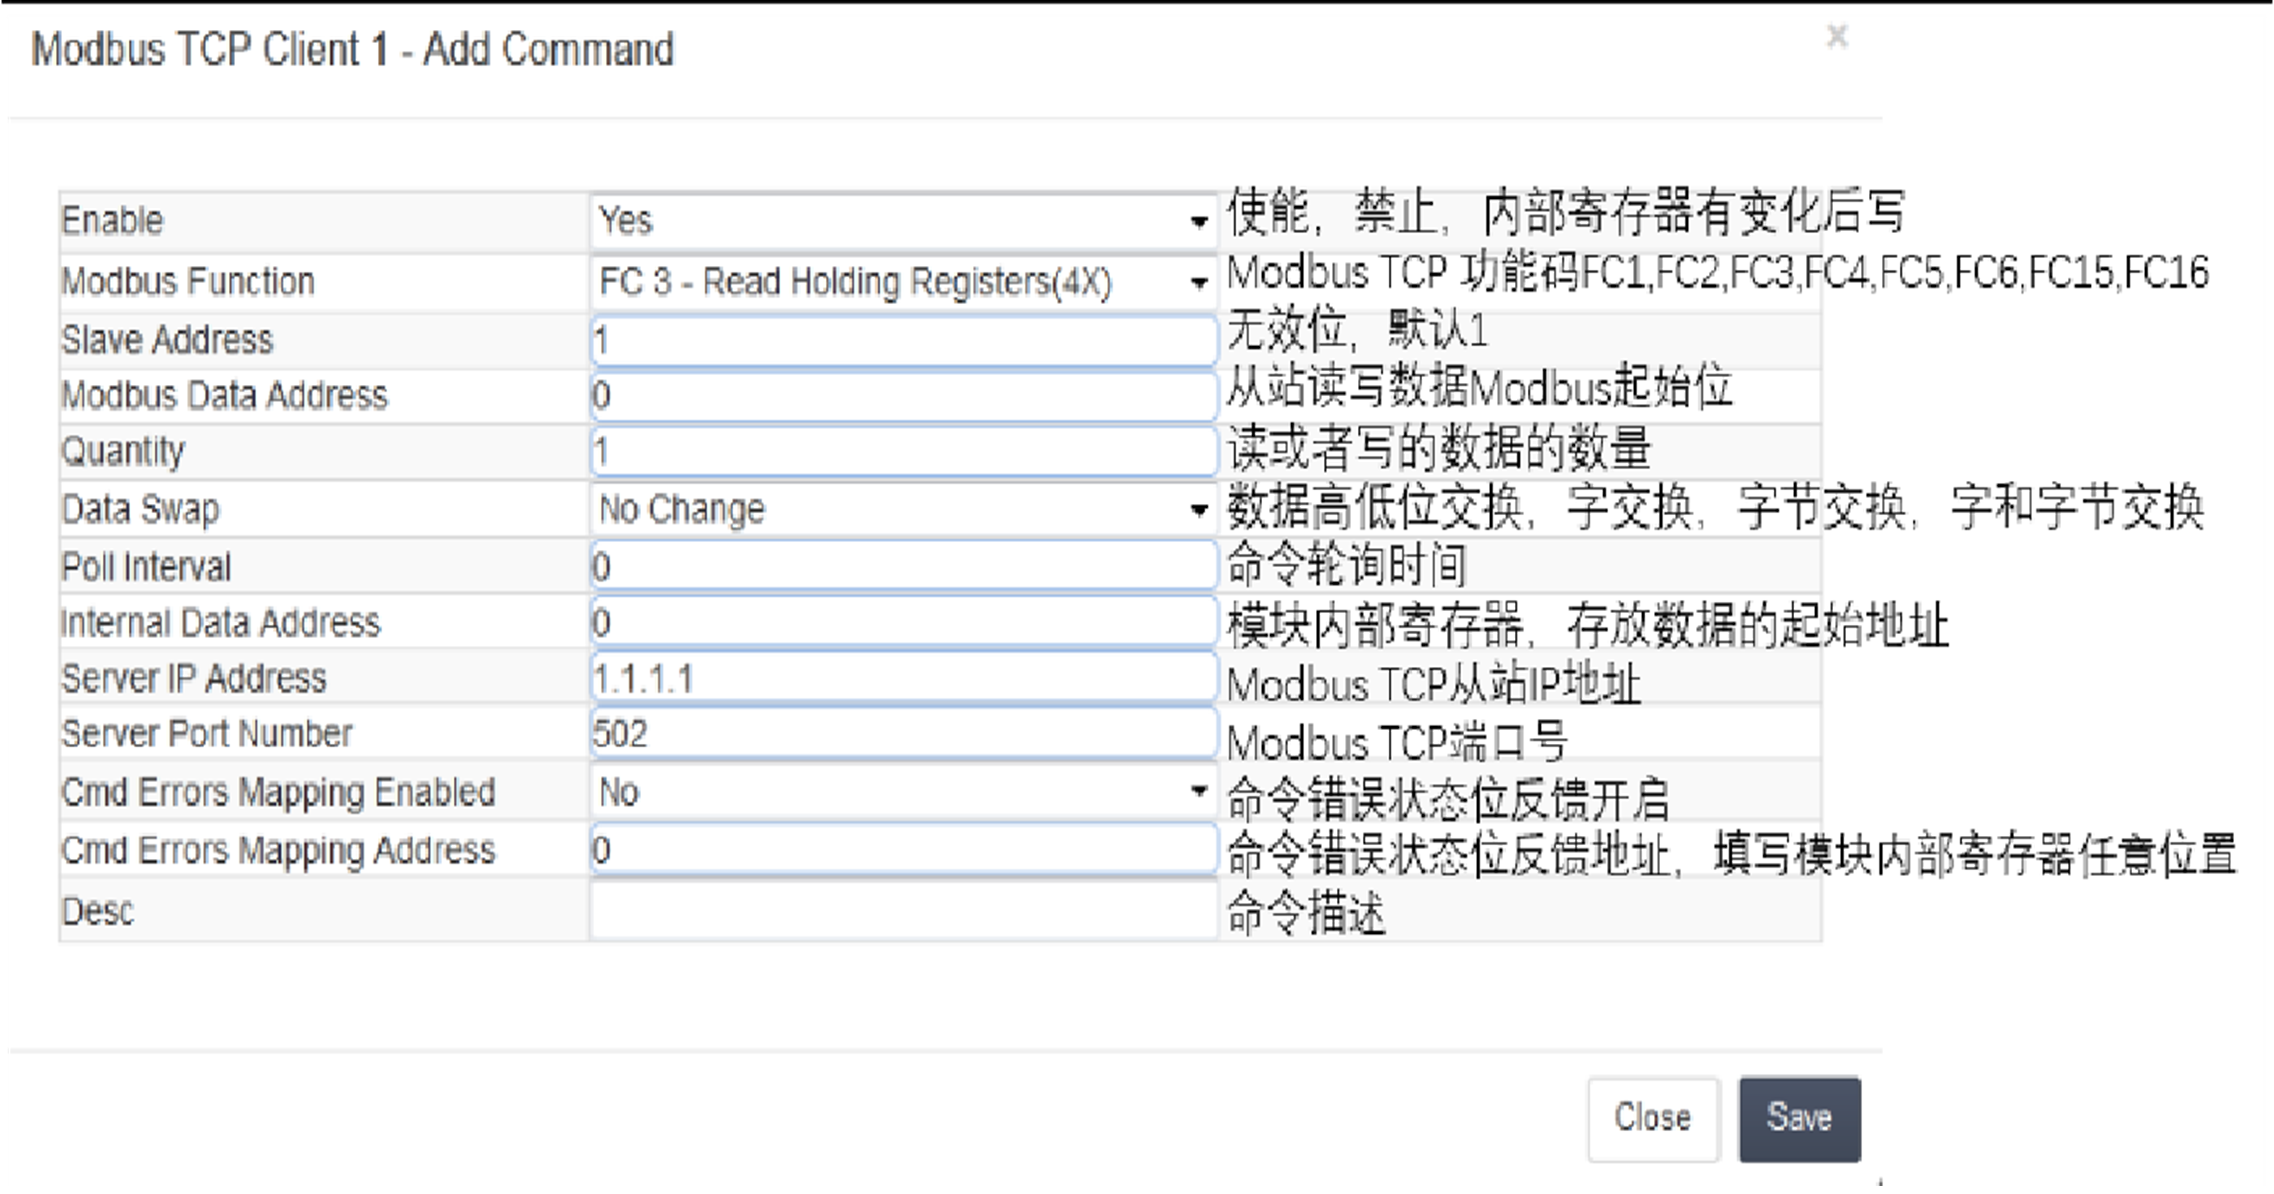 Modbus TCP Client 1 - Add Command ×
Enable Yes 使能，禁止，内部寄存器有变化后写
Modbus Function FC 3 - Read Holding Registers(4X) Modbus TCP 功能码FC1,FC2,FC3,FC4,FC5,FC6,FC15,FC16
Slave Address 1 无效位，默认1
Modbus Data Address 0 从站读写数据Modbus起始位
Quantity 1 读或者写的数据的数量
Data Swap No Change 数据高低位交换，字交换，字节交换，字和字节交换
Poll Interval 0 命令轮询时间
Internal Data Address 0 模块内部寄存器，存放数据的起始地址
Server IP Address 1.1.1.1 Modbus TCP从站IP地址
Server Port Number 502 Modbus TCP端口号
Cmd Errors Mapping Enabled No 命令错误状态位反馈开启
Cmd Errors Mapping Address 0 命令错误状态位反馈地址，填写模块内部寄存器任意位置
Desc 命令描述
Close Save